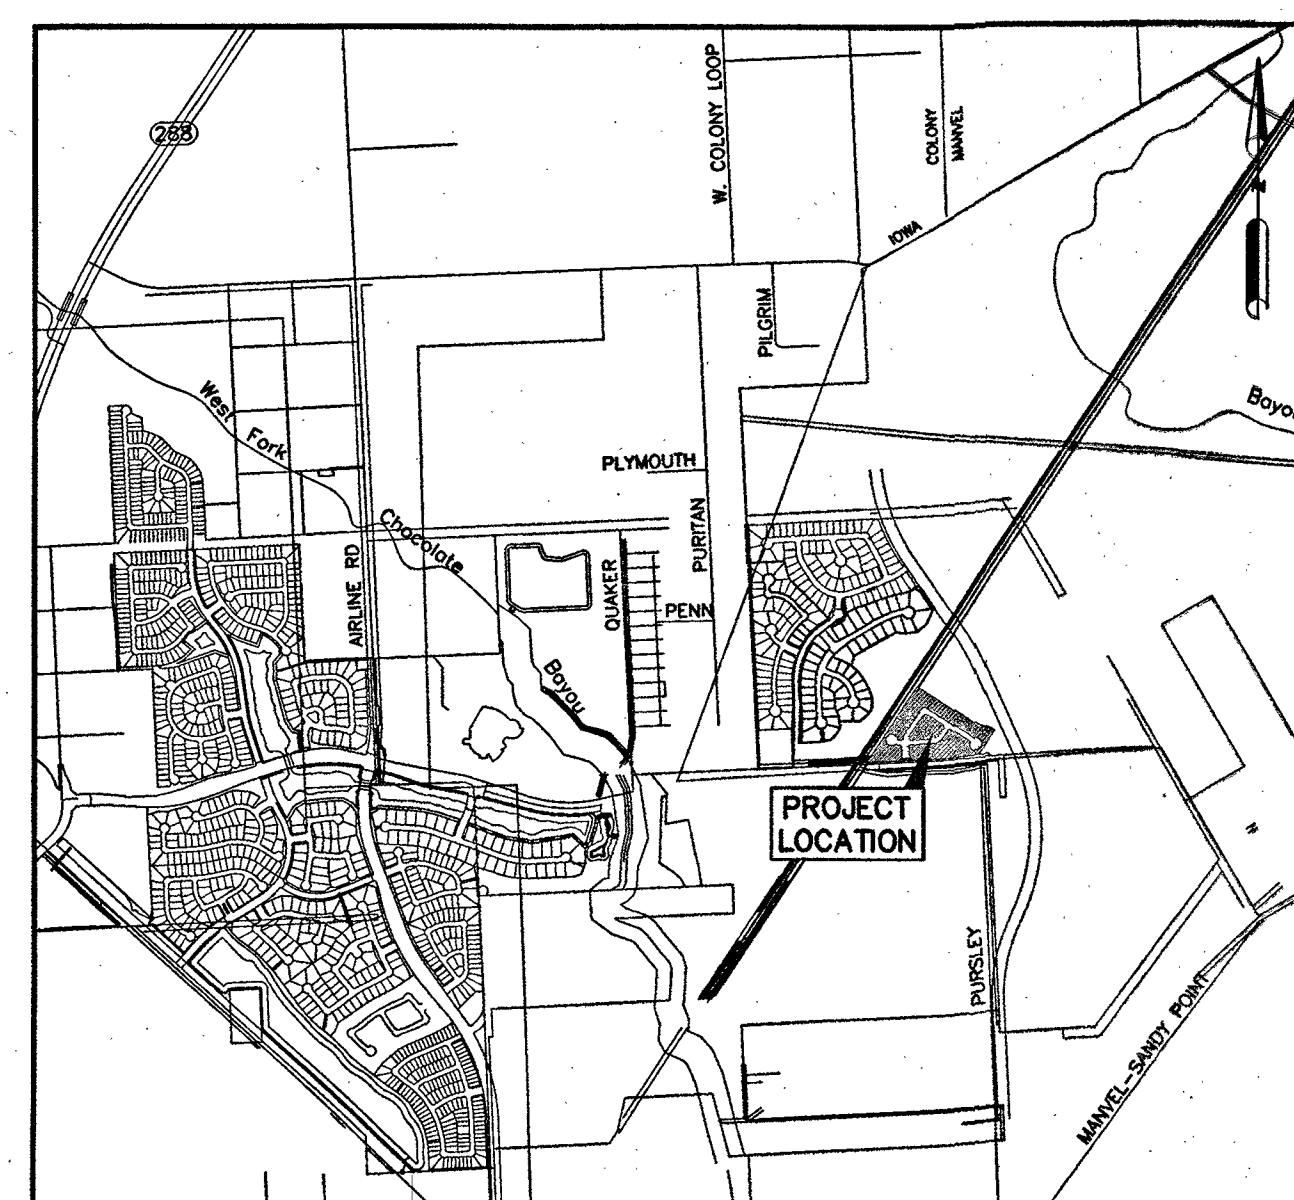 288
W. COLONY LOOP
COLONY
MANVEL
IOWA
PILGRIM
West
Fork
Chocolate
Bayou
Bayou
PLYMOUTH
PURITAN
AIRLINE RD
QUAKER
PENN
PROJECT
LOCATION
PURSLEY
MANVEL-SANDY POINT